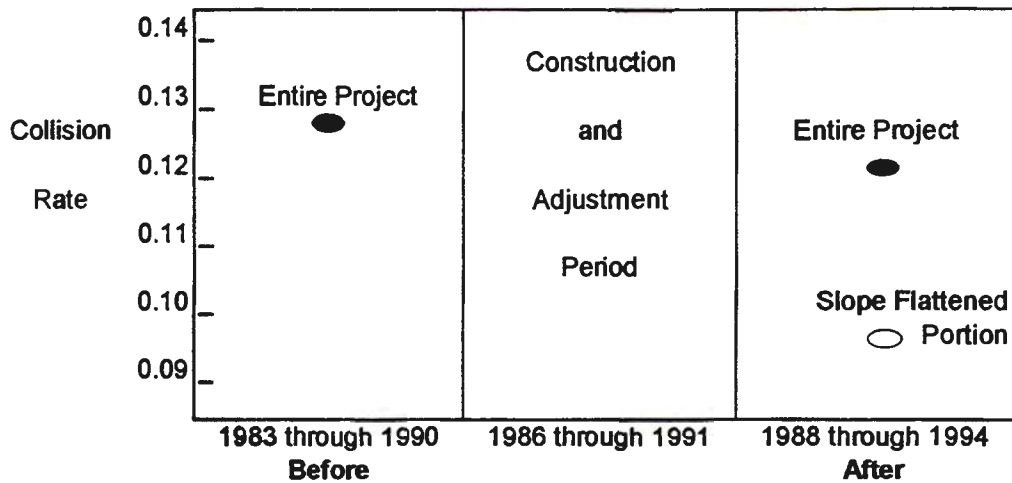 0.14
0.13
0.12
0.11
0.10
0.09
Collision
Rate
Entire Project
Construction
and
Adjustment
Period
Entire Project
Slope Flattened
Portion
1983 through 1990
Before
1986 through 1991
1988 through 1994
After